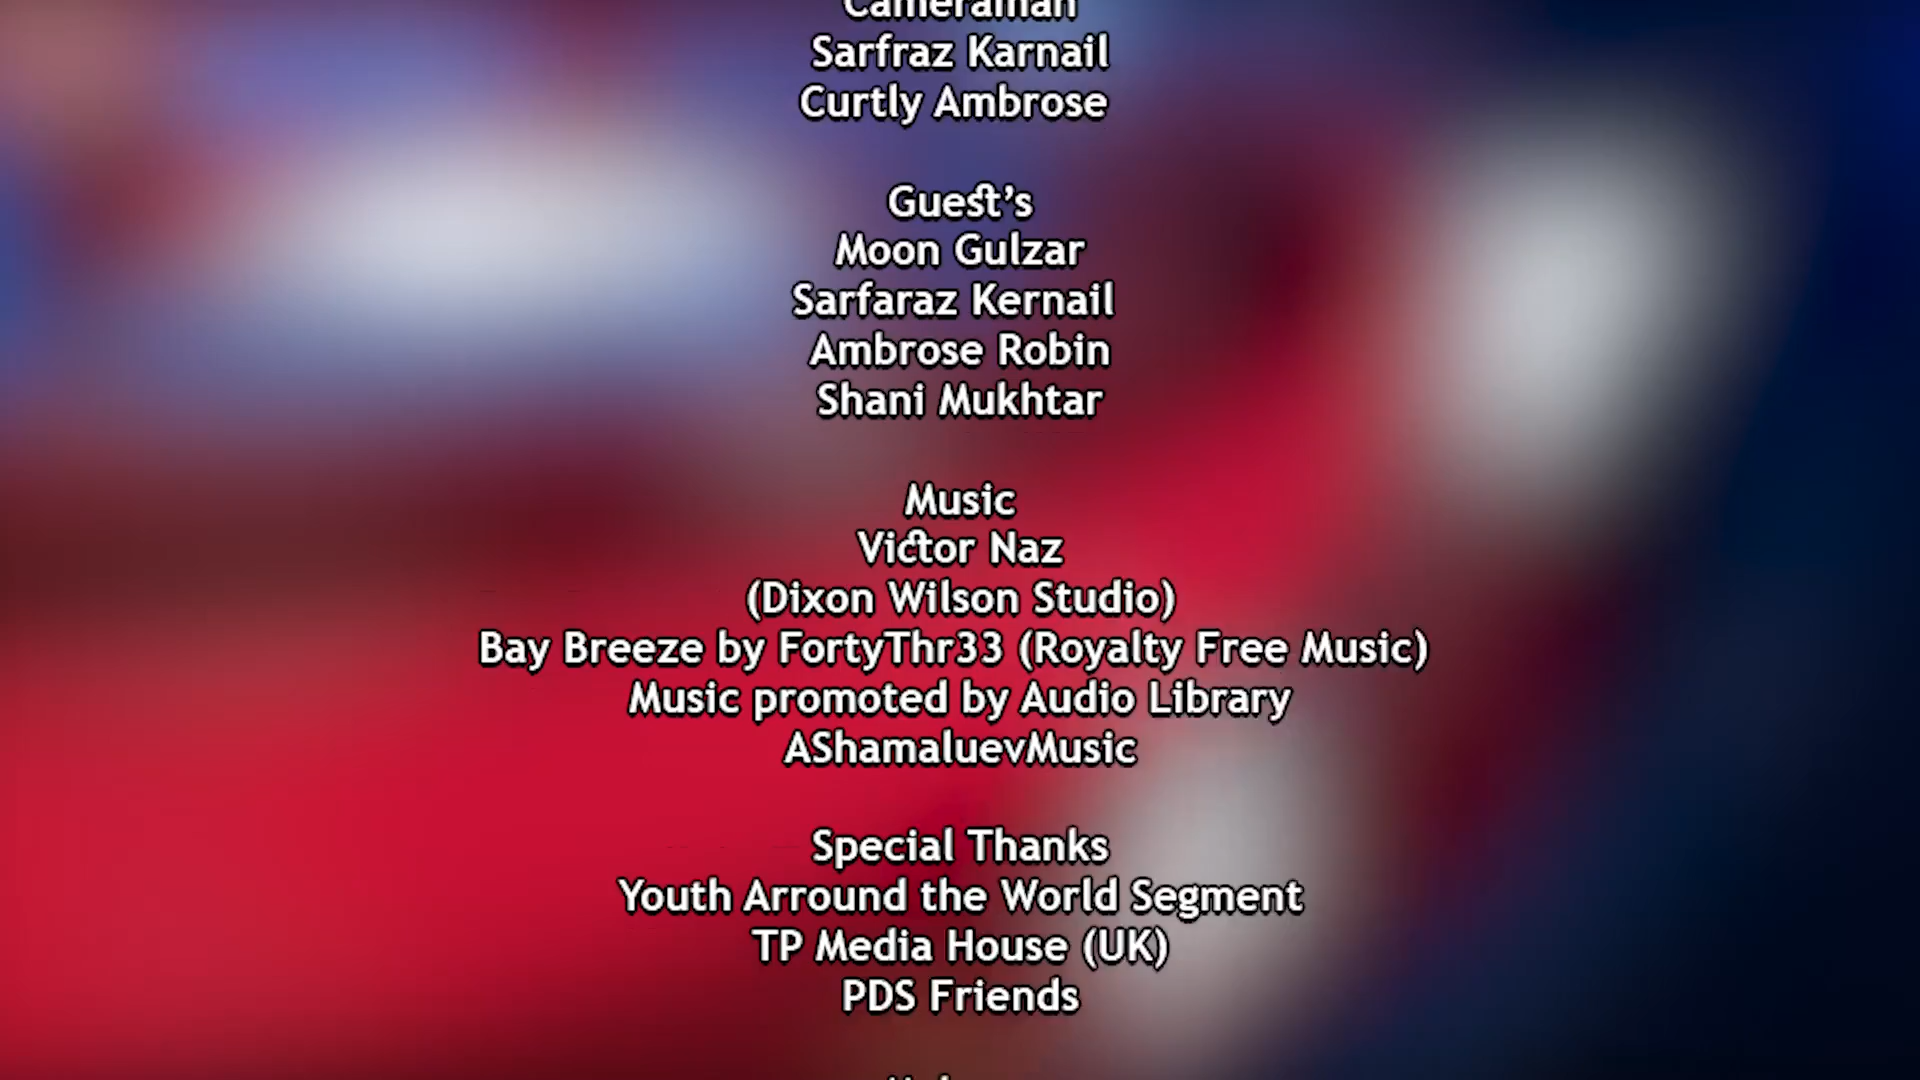 Cameraman
Sarfraz Karnail
Curtly Ambrose
Guest’s
Moon Gulzar
Sarfaraz Kernail
Ambrose Robin
Shani Mukhtar
Music
Victor Naz
(Dixon Wilson Studio)
Bay Breeze by FortyThr33 (Royalty Free Music)
Music promoted by Audio Library
AShamaluevMusic
Special Thanks
Youth Arround the World Segment
TP Media House (UK)
PDS Friends